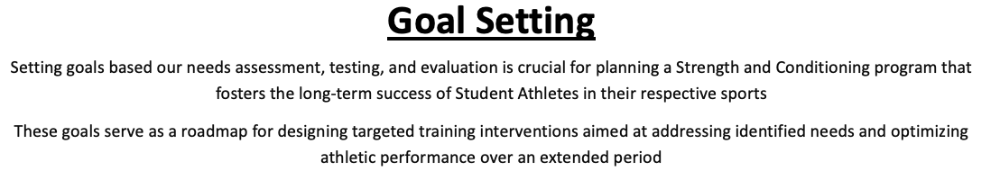 Goal Setting
Setting goals based our needs assessment, testing, and evaluation is crucial for planning a Strength and Conditioning program that
fosters the long-term success of Student Athletes in their respective sports
These goals serve as a roadmap for designing targeted training interventions aimed at addressing identified needs and optimizing
athletic performance over an extended period